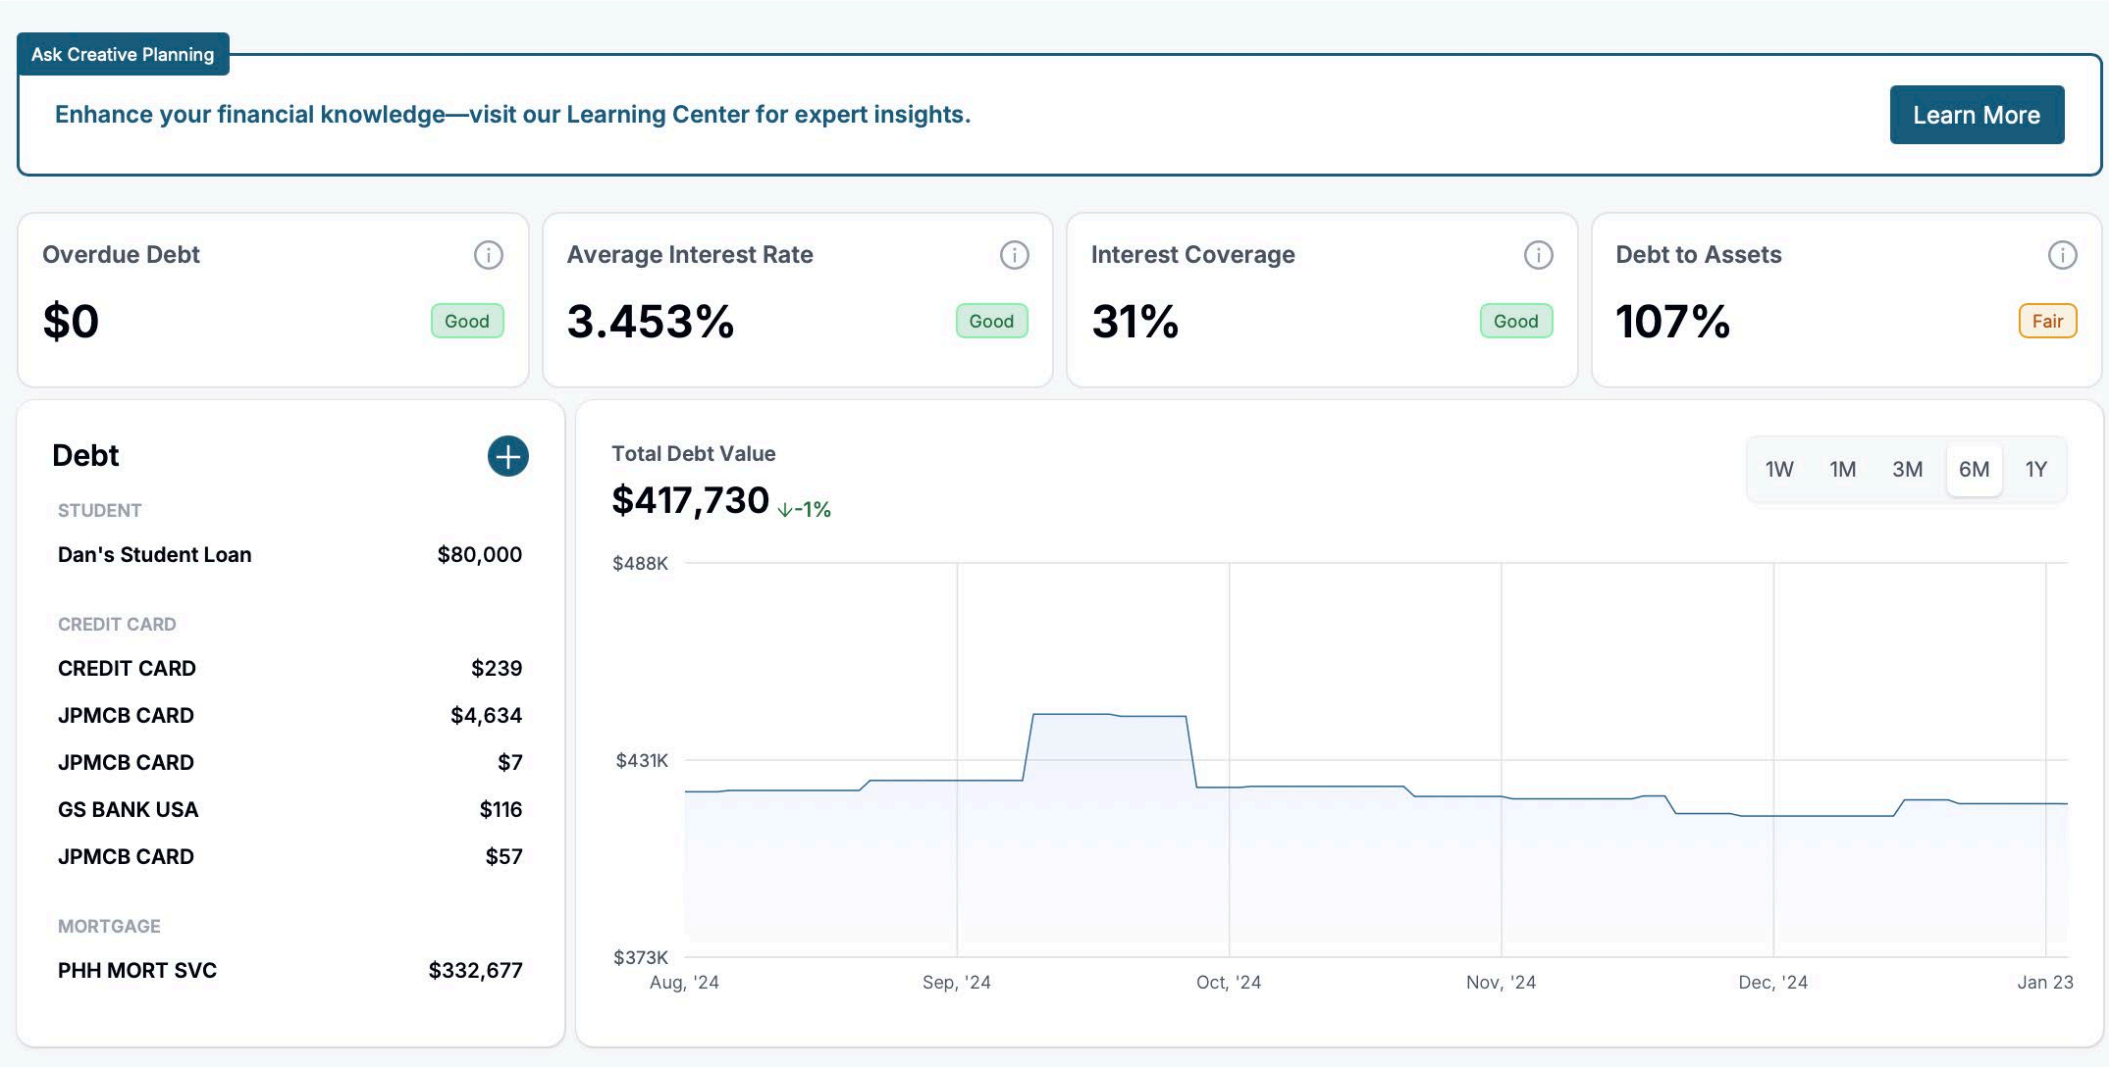 Ask Creative Planning
Enhance your financial knowledge—visit our Learning Center for expert insights.
Learn More
Overdue Debt
$0
Good
Average Interest Rate
3.453%
Good
Interest Coverage
31%
Good
Debt to Assets
107%
Fair
Debt
STUDENT
Dan's Student Loan $80,000
CREDIT CARD
CREDIT CARD $239
JPMCB CARD $4,634
JPMCB CARD $7
GS BANK USA $116
JPMCB CARD $57
MORTGAGE
PHH MORT SVC $332,677
Total Debt Value
$417,730 ↓-1%
1W 1M 3M 6M 1Y
$488K
$431K
$373K
Aug, '24 Sep, '24 Oct, '24 Nov, '24 Dec, '24 Jan 23